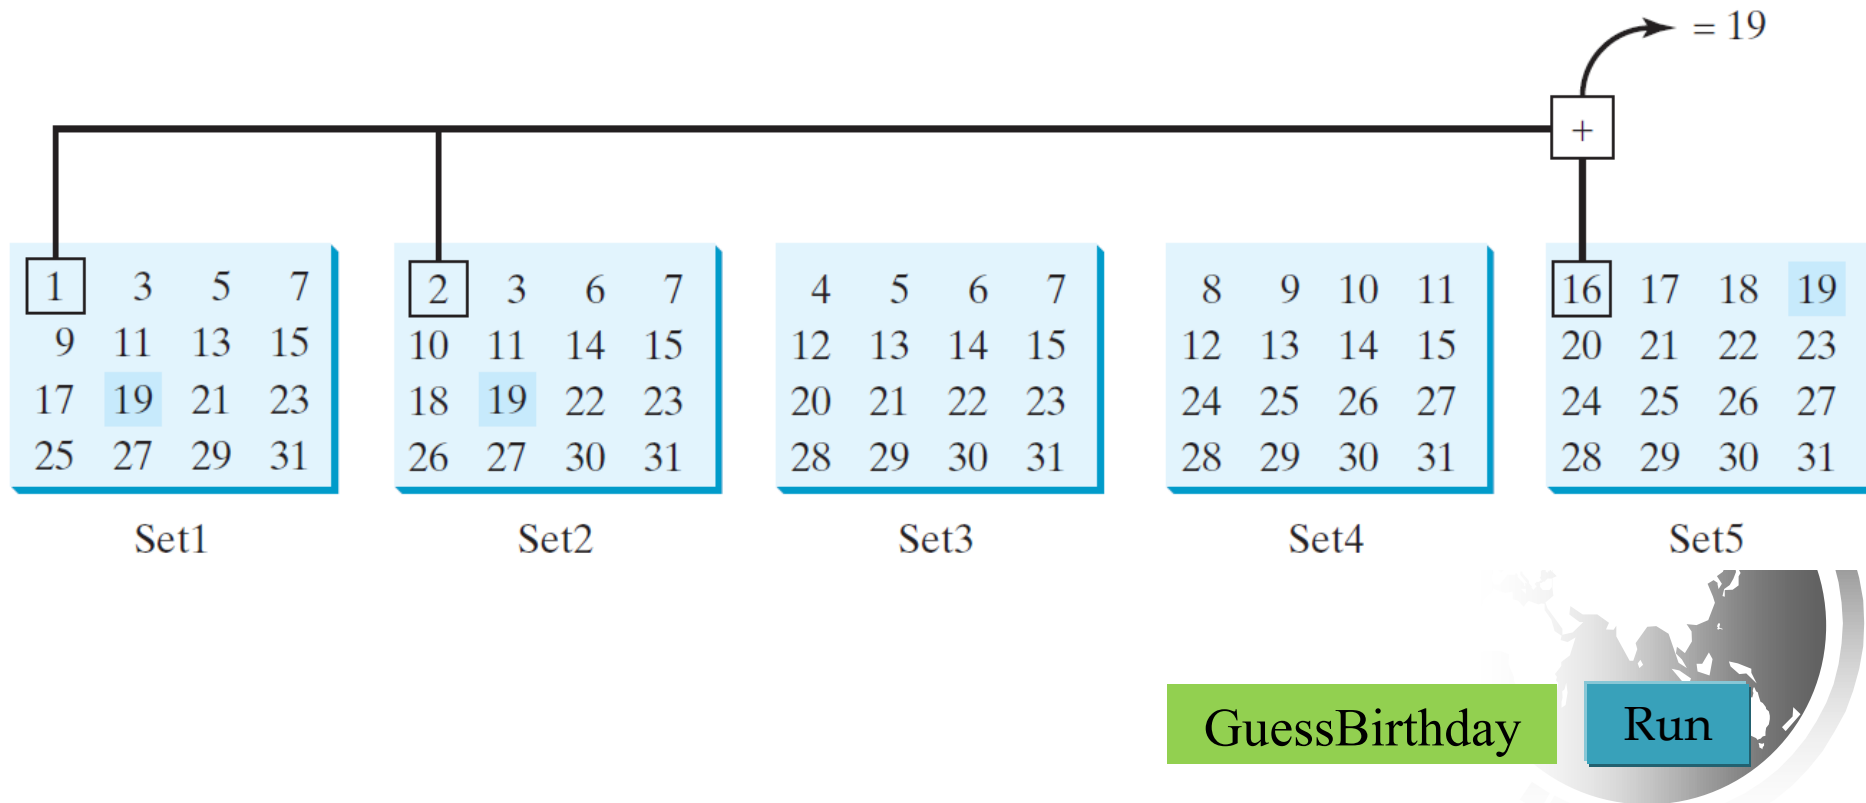 = 19
+
1 3 5 7
9 11 13 15
17 19 21 23
25 27 29 31
Set1
2 3 6 7
10 11 14 15
18 19 22 23
26 27 30 31
Set2
4 5 6 7
12 13 14 15
20 21 22 23
28 29 30 31
Set3
8 9 10 11
12 13 14 15
24 25 26 27
28 29 30 31
Set4
16 17 18 19
20 21 22 23
24 25 26 27
28 29 30 31
Set5
GuessBirthday
Run